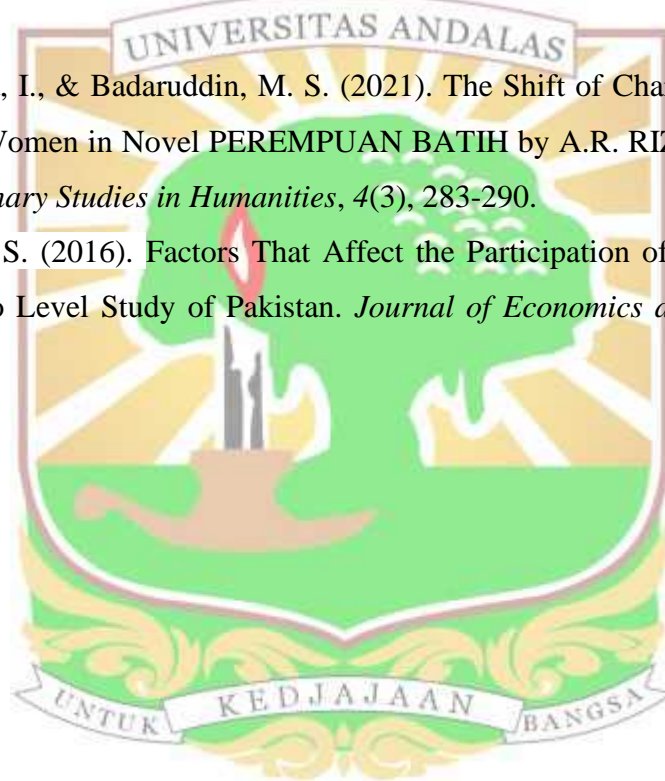 UNIVERSITAS ANDALAS
, I., & Badaruddin, M. S. (2021). The Shift of Cha
Women in Novel PEREMPUAN BATIH by A.R. RIZ
nary Studies in Humanities, 4(3), 283-290.
S. (2016). Factors That Affect the Participation of
Level Study of Pakistan. Journal of Economics
UNTUK KEDJAJAAN BANGSA